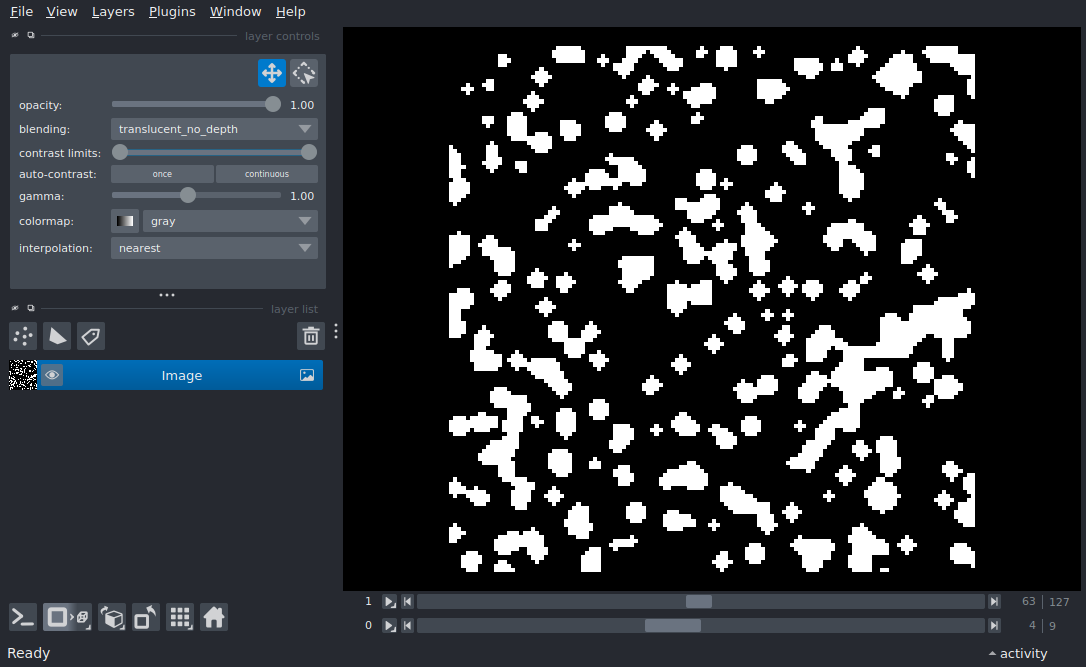 File View Layers Plugins Window Help
layer controls
opacity: 1.00
blending: translucent_no_depth
contrast limits:
auto-contrast: once continuous
gamma: 1.00
colormap: gray
interpolation: nearest
layer list
Image
1 63 127
0 4 9
Ready activity